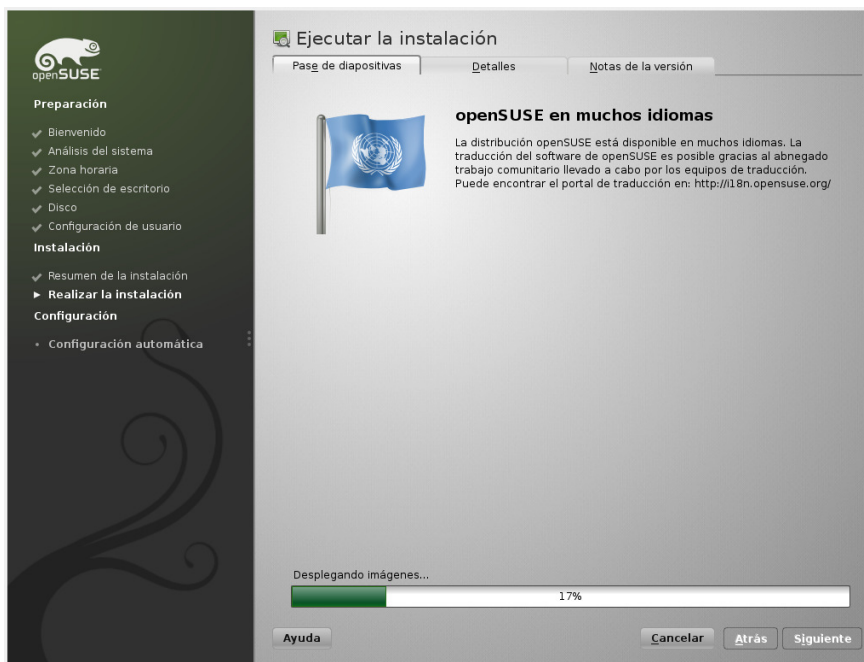 openSUSE
Preparación
Bienvenido
Análisis del sistema
Zona horaria
Selección de escritorio
Disco
Configuración de usuario
Instalación
Resumen de la instalación
Realizar la instalación
Configuración
Configuración automática
Ejecutar la instalación
Pase de diapositivas
Detalles
Notas de la versión
openSUSE en muchos idiomas
La distribución openSUSE está disponible en muchos idiomas. La
traducción del software de openSUSE es posible gracias al abnegado
trabajo comunitario llevado a cabo por los equipos de traducción.
Puede encontrar el portal de traducción en: http://i18n.opensuse.org/
Desplegando imágenes...
17%
Ayuda
Cancelar
Atrás
Siguiente